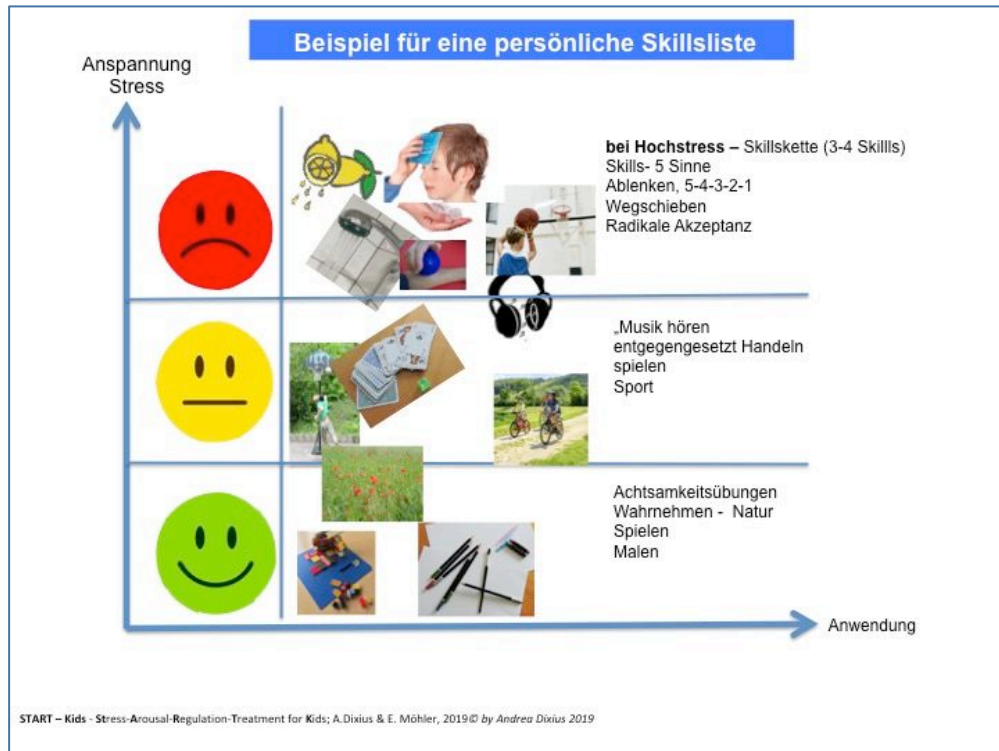 Beispiel für eine persönliche Skillsliste
Anspannung
Stress
bei Hochstress – Skillskette (3-4 Skillls)
Skills- 5 Sinne
Ablenken, 5-4-3-2-1
Wegschieben
Radikale Akzeptanz
„Musik hören
entgegengesetzt Handeln
spielen
Sport
Achtsamkeitsübungen
Wahrnehmen - Natur
Spielen
Malen
Anwendung
START – Kids - Stress-Arousal-Regulation-Treatment for Kids; A.Dixius & E. Möhler, 2019© by Andrea Dixius 2019